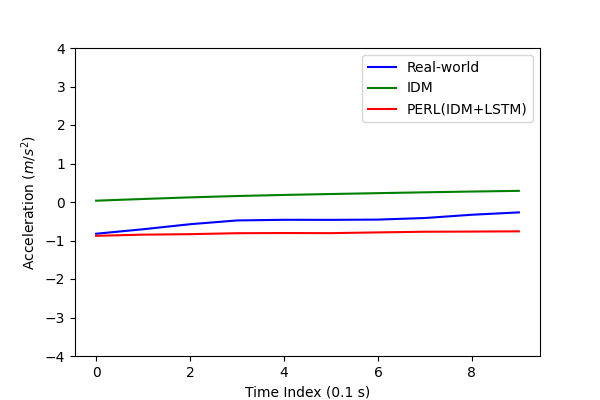 4
3
2
1
0
−1
−2
−3
−4
Acceleration (m/s²)
Real-world
IDM
PERL(IDM+LSTM)
0 2 4 6 8
Time Index (0.1 s)